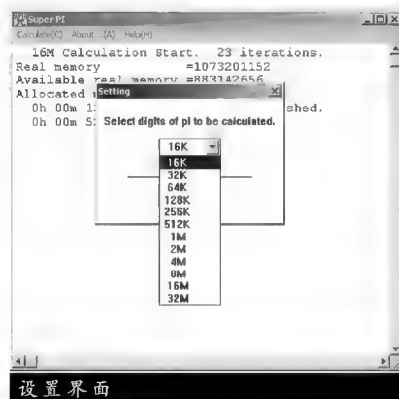 Super PI
Calculate(C) About...(A) Help(H)
16M Calculation Start. 23 iterations.
Real memory =1073201152
Available real memory =883142656
Allocated
0h 00m shed.
0h 00m
Setting
Select digits of pi to be calculated.
16K
16K
32K
64K
128K
256K
512K
1M
2M
4M
8M
16M
32M
设置界面